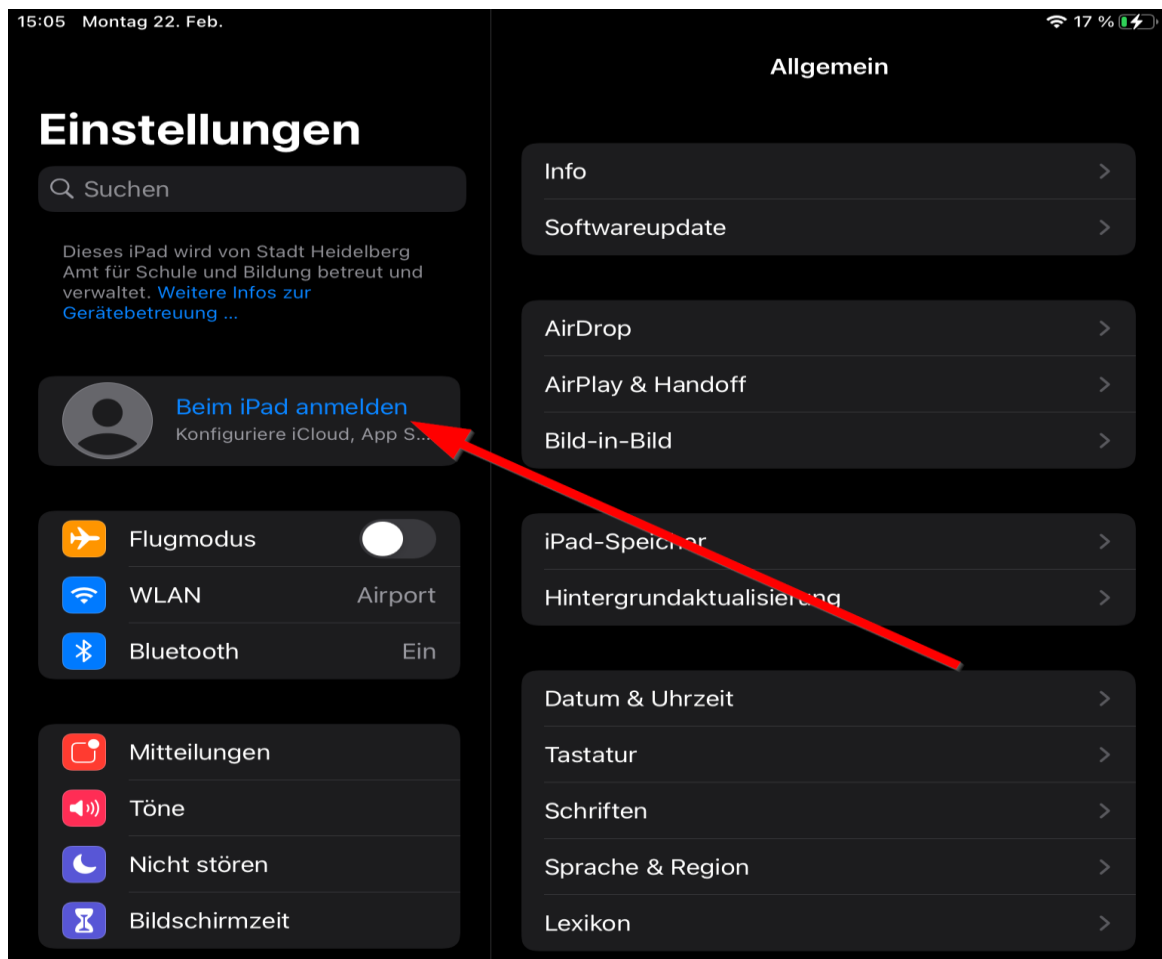 15:05 Montag 22. Feb.
17 %
Einstellungen
Suchen
Dieses iPad wird von Stadt Heidelberg
Amt für Schule und Bildung betreut und
verwaltet. Weitere Infos zur
Gerätebetreuung ...
Beim iPad anmelden
Konfiguriere iCloud, App S...
Flugmodus
WLAN Airport
Bluetooth Ein
Mitteilungen
Töne
Nicht stören
Bildschirmzeit
Allgemein
Info
Softwareupdate
AirDrop
AirPlay & Handoff
Bild-in-Bild
iPad-Speicher
Hintergrundaktualisierung
Datum & Uhrzeit
Tastatur
Schriften
Sprache & Region
Lexikon